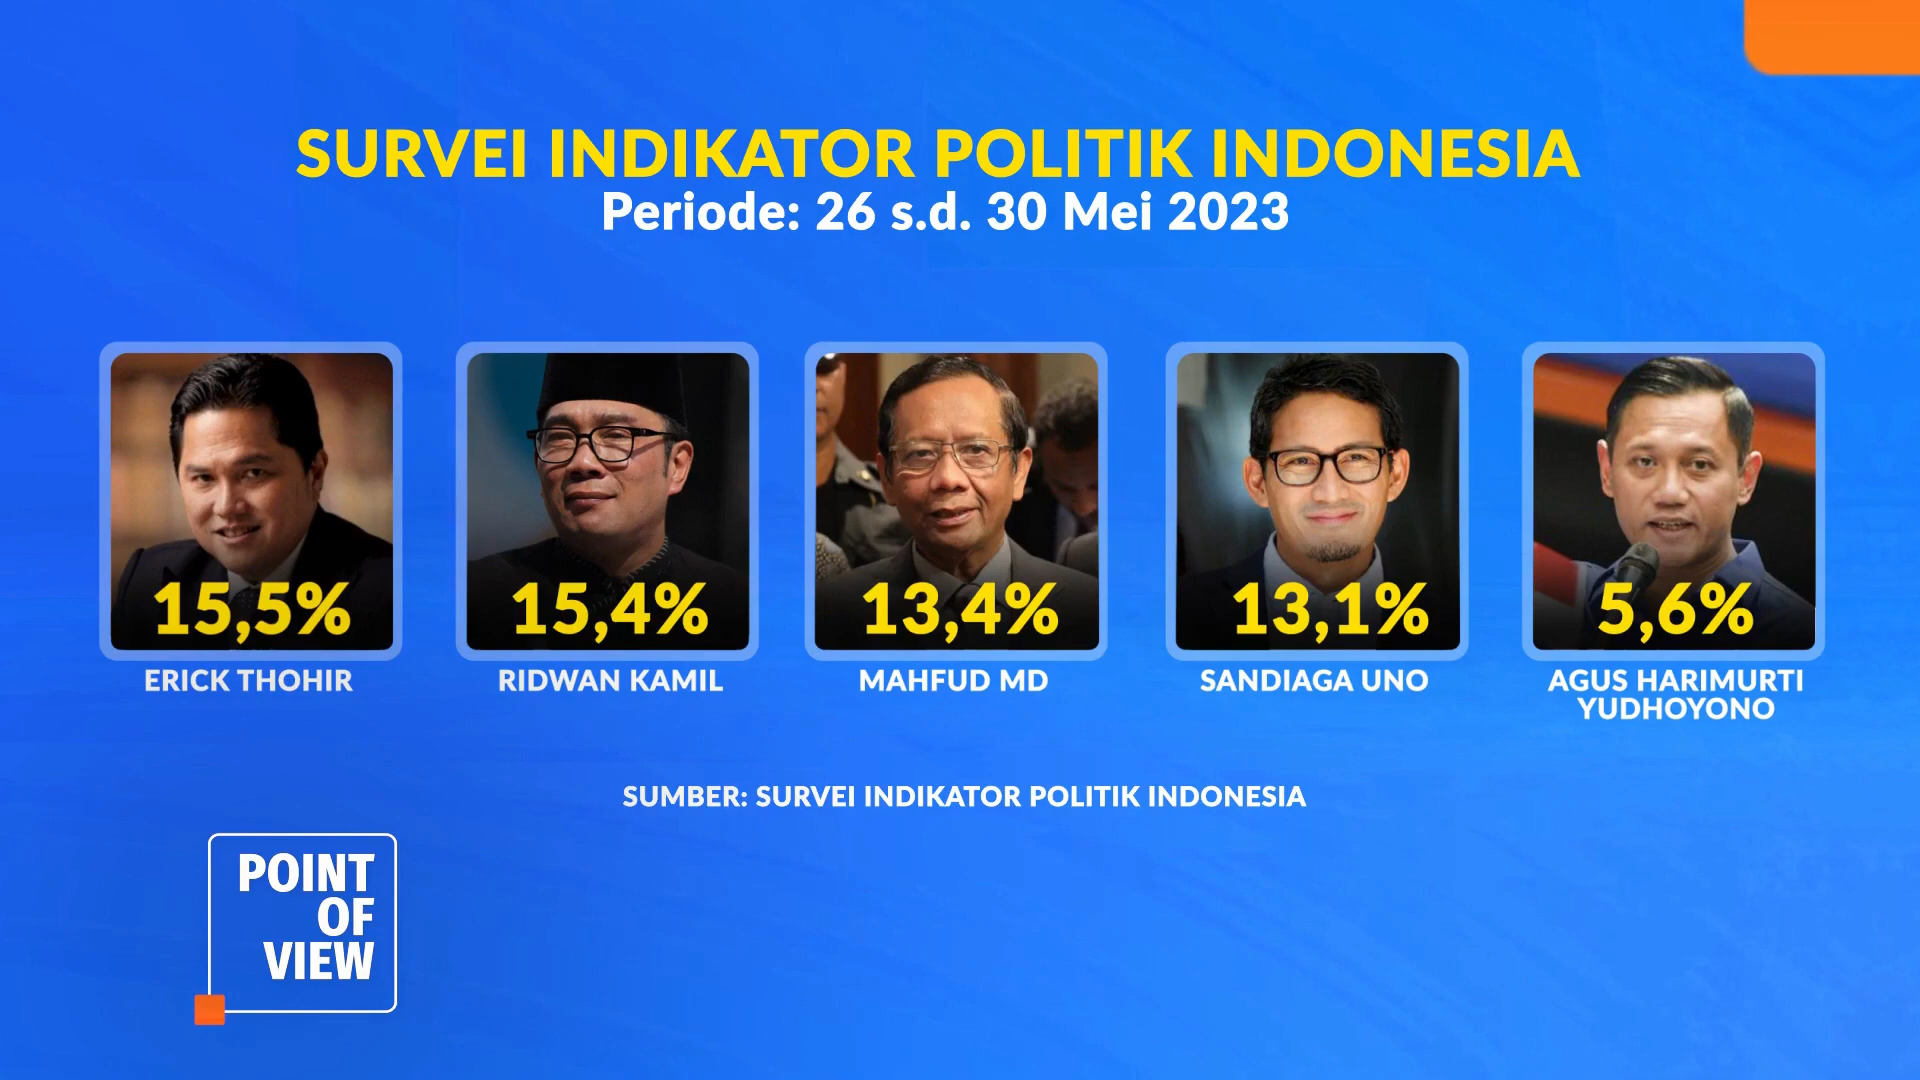 SURVEI INDIKATOR POLITIK INDONESIA
Periode: 26 s.d. 30 Mei 2023
15,5%
ERICK THOHIR
15,4%
RIDWAN KAMIL
13,4%
MAHFUD MD
13,1%
SANDIAGA UNO
5,6%
AGUS HARIMURTI
YUDHOYONO
SUMBER: SURVEI INDIKATOR POLITIK INDONESIA
POINT
OF
VIEW